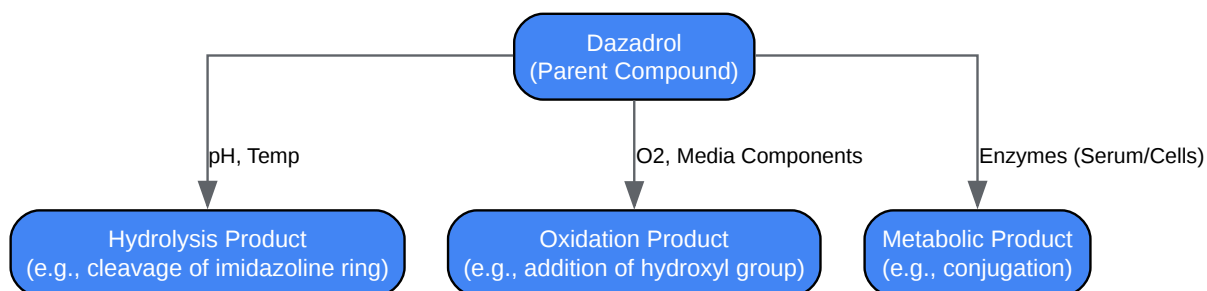 Dazadrol
(Parent Compound)
pH, Temp
O2, Media Components
Enzymes (Serum/Cells)
Hydrolysis Product
(e.g., cleavage of imidazoline ring)
Oxidation Product
(e.g., addition of hydroxyl group)
Metabolic Product
(e.g., conjugation)